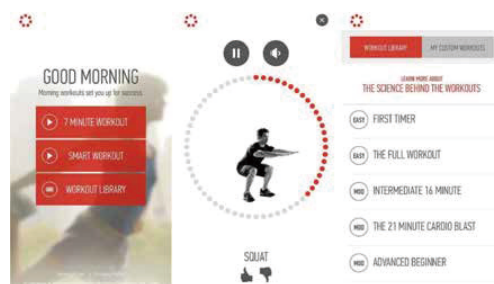 GOOD MORNING
Morning workouts set you up for success.
7 MINUTE WORKOUT
SMART WORKOUT
WORKOUT LIBRARY
SQUAT
WORKOUT LIBRARY
MY CUSTOM WORKOUTS
LEARN MORE ABOUT
THE SCIENCE BEHIND THE WORKOUTS
EASY FIRST TIMER
EASY THE FULL WORKOUT
MOD INTERMEDIATE 16 MINUTE
MOD THE 21 MINUTE CARDIO BLAST
MOD ADVANCED BEGINNER